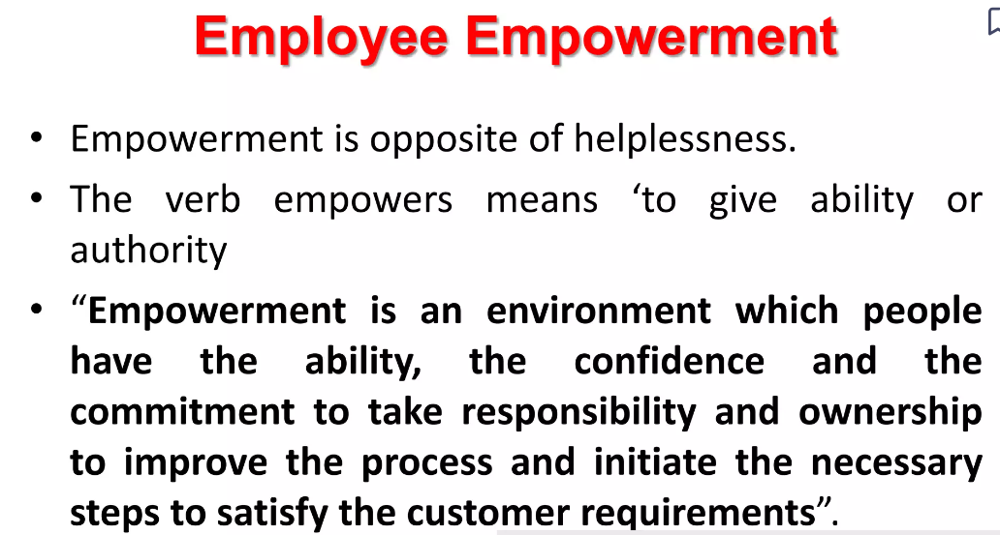 Employee Empowerment
• Empowerment is opposite of helplessness.
• The verb empowers means ‘to give ability or
authority
• “Empowerment is an environment which people
have the ability, the confidence and the
commitment to take responsibility and ownership
to improve the process and initiate the necessary
steps to satisfy the customer requirements”.